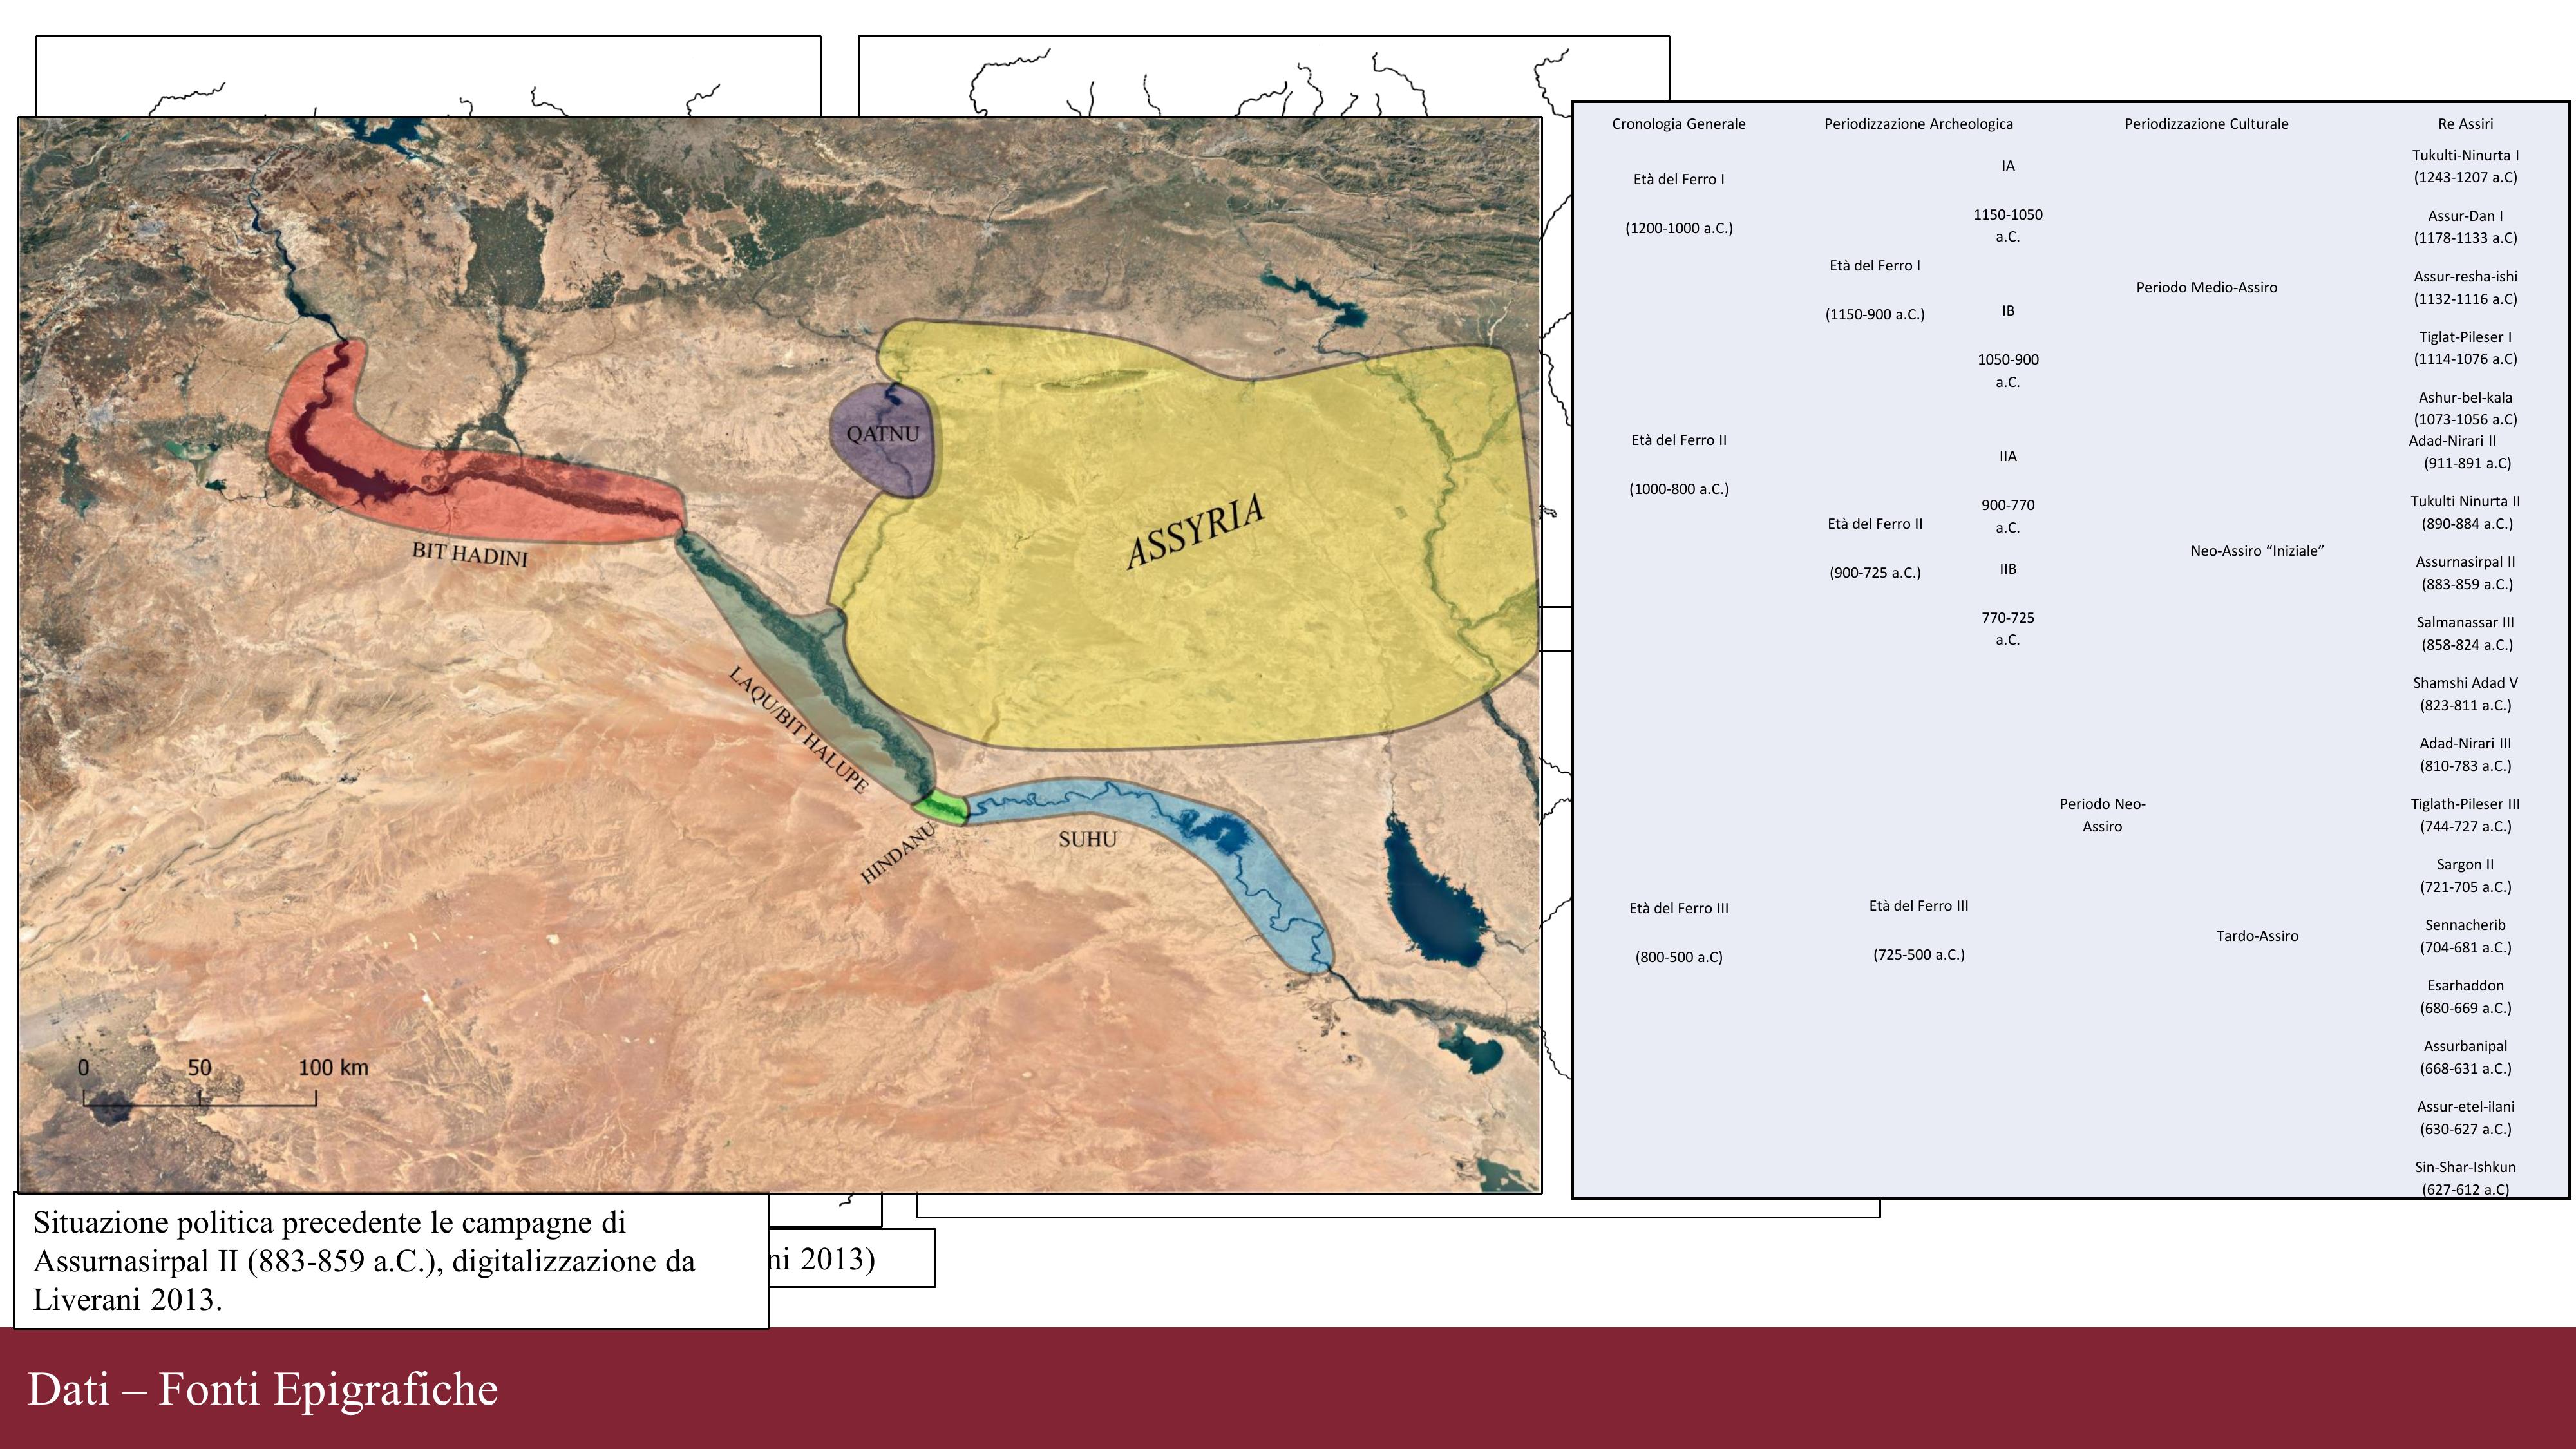 QATNU
ASSYRIA
BIT HADINI
LAQU/BIT HALUPE
HINDANU
SUHU
0 50 100 km
Cronologia Generale
Periodizzazione Archeologica
Periodizzazione Culturale
Re Assiri
Età del Ferro I
(1200-1000 a.C.)
Età del Ferro II
(1000-800 a.C.)
Età del Ferro III
(800-500 a.C)
Età del Ferro I
(1150-900 a.C.)
IA
1150-1050
a.C.
IB
1050-900
a.C.
Età del Ferro II
(900-725 a.C.)
IIA
900-770
a.C.
IIB
770-725
a.C.
Età del Ferro III
(725-500 a.C.)
Periodo Medio-Assiro
Periodo Neo-
Assiro
Neo-Assiro “Iniziale”
Tardo-Assiro
Tukulti-Ninurta I
(1243-1207 a.C)
Assur-Dan I
(1178-1133 a.C)
Assur-resha-ishi
(1132-1116 a.C)
Tiglat-Pileser I
(1114-1076 a.C)
Ashur-bel-kala
(1073-1056 a.C)
Adad-Nirari II
(911-891 a.C)
Tukulti Ninurta II
(890-884 a.C.)
Assurnasirpal II
(883-859 a.C.)
Salmanassar III
(858-824 a.C.)
Shamshi Adad V
(823-811 a.C.)
Adad-Nirari III
(810-783 a.C.)
Tiglath-Pileser III
(744-727 a.C.)
Sargon II
(721-705 a.C.)
Sennacherib
(704-681 a.C.)
Esarhaddon
(680-669 a.C.)
Assurbanipal
(668-631 a.C.)
Assur-etel-ilani
(630-627 a.C.)
Sin-Shar-Ishkun
(627-612 a.C)
Situazione politica precedente le campagne di
Assurnasirpal II (883-859 a.C.), digitalizzazione da
Liverani 2013.
2013)
Dati – Fonti Epigrafiche